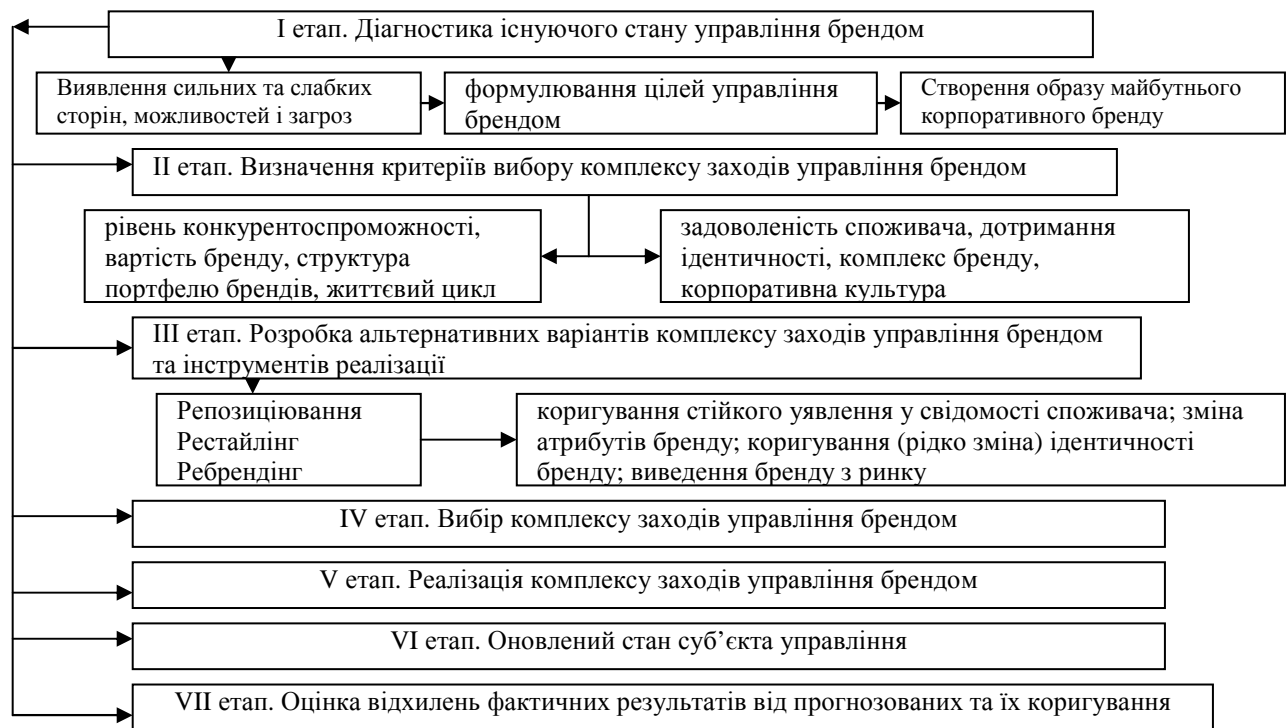 I етап. Діагностика існуючого стану управління брендом
Виявлення сильних та слабких
сторін, можливостей і загроз
формулювання цілей управління
брендом
Створення образу майбутнього
корпоративного бренду
II етап. Визначення критеріїв вибору комплексу заходів управління брендом
рівень конкурентоспроможності,
вартість бренду, структура
портфелю брендів, життєвий цикл
задоволеність споживача, дотримання
ідентичності, комплекс бренду,
корпоративна культура
III етап. Розробка альтернативних варіантів комплексу заходів управління брендом
та інструментів реалізації
Репозиціювання
Рестайлінг
Ребрендінг
коригування стійкого уявлення у свідомості споживача; зміна
атрибутів бренду; коригування (рідко зміна) ідентичності
бренду; виведення бренду з ринку
IV етап. Вибір комплексу заходів управління брендом
V етап. Реалізація комплексу заходів управління брендом
VI етап. Оновлений стан суб’єкта управління
VII етап. Оцінка відхилень фактичних результатів від прогнозованих та їх коригування